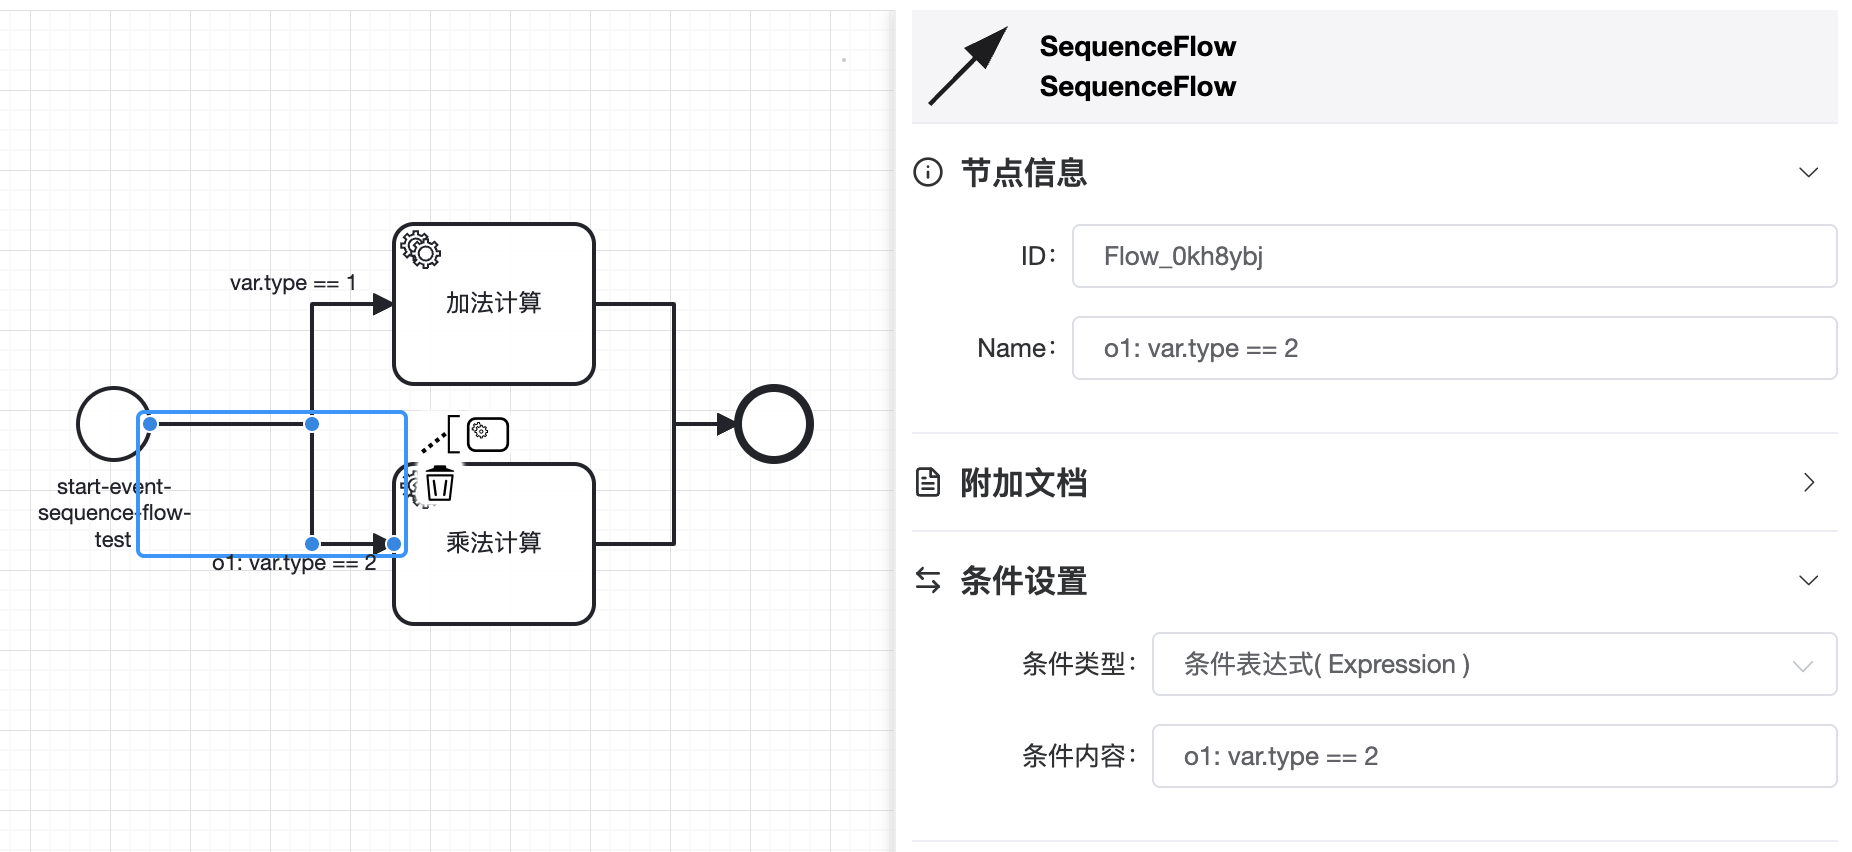 var.type == 1
加法计算
start-event-
sequence-flow-
test
o1: var.type == 2
乘法计算
SequenceFlow
SequenceFlow
节点信息
ID：
Flow_0kh8ybj
Name：
o1: var.type == 2
附加文档
条件设置
条件类型：
条件表达式( Expression )
条件内容：
o1: var.type == 2